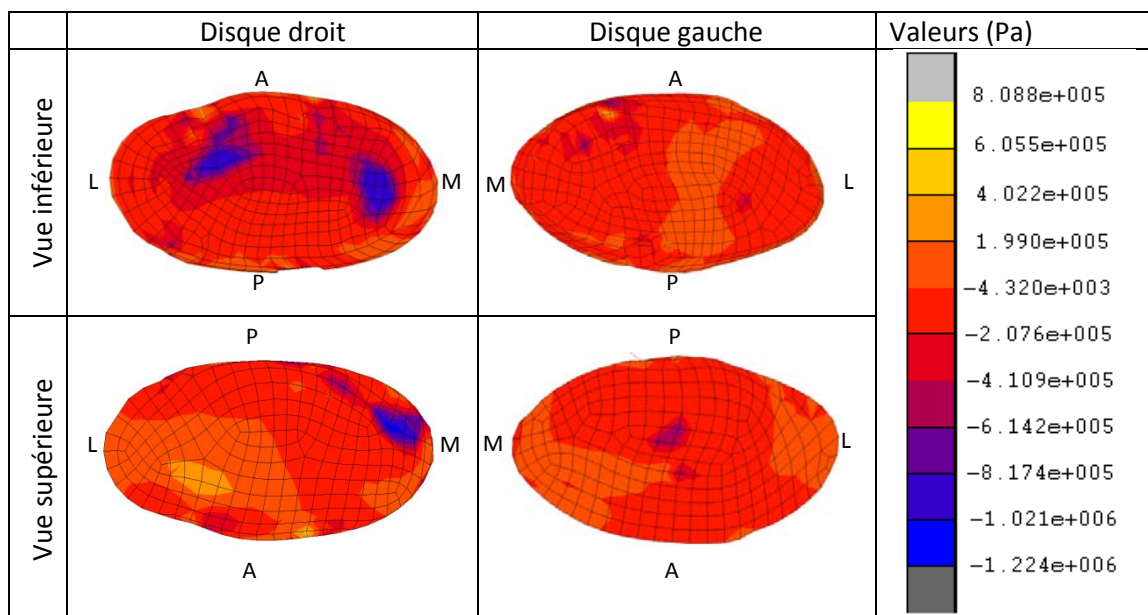 Disque droit
Disque gauche
Valeurs (Pa)
Vue inférieure
A
L
M
P
A
M
L
P
Vue supérieure
P
L
M
A
P
M
L
A
8.088e+005
6.055e+005
4.022e+005
1.990e+005
-4.320e+003
-2.076e+005
-4.109e+005
-6.142e+005
-8.174e+005
-1.021e+006
-1.224e+006